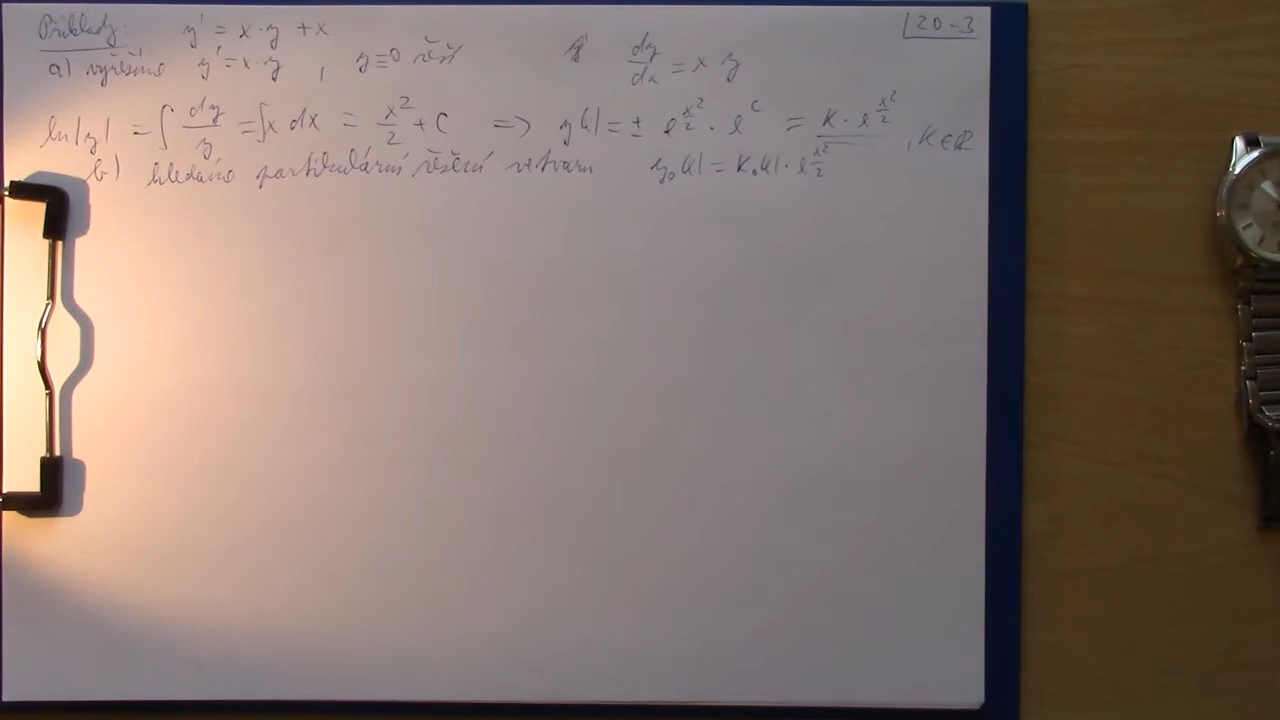 Příklady: y' = x·y + x
|20-3
a) vyřešíme y' = x·y , y≡0 řeší dy/dx = x y
ln|y| = ∫ dy/y = ∫x dx = x²/2 + C => y(x) = ± e^(x²/2) · e^C = K · e^(x²/2) , K∈R
b) hledáme partikulární řešení ve tvaru y₀(x) = K₀(x) · e^(x²/2)